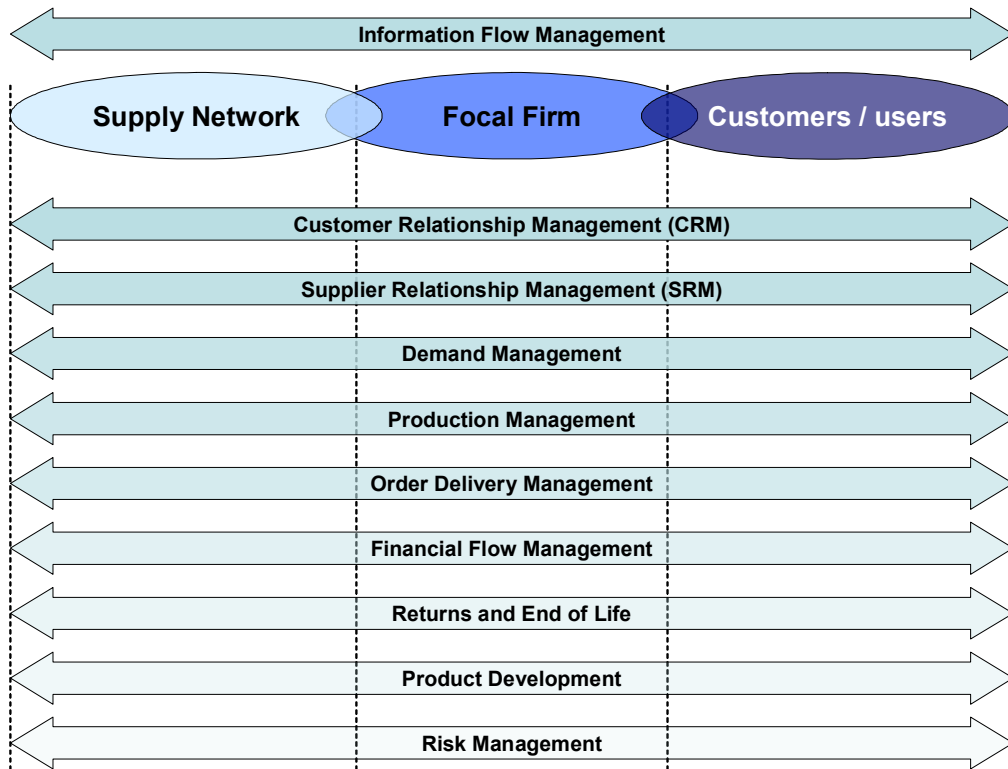 Information Flow Management
Supply Network
Focal Firm
Customers / users
Customer Relationship Management (CRM)
Supplier Relationship Management (SRM)
Demand Management
Production Management
Order Delivery Management
Financial Flow Management
Returns and End of Life
Product Development
Risk Management